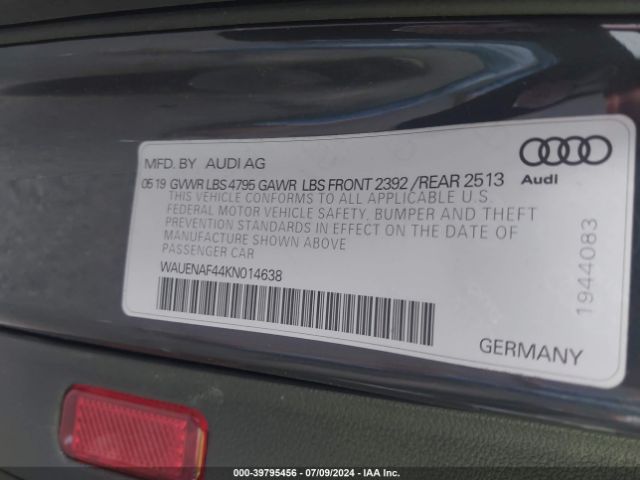 MFD. BY AUDI AG
05 19 GVWR LBS 4795 GAWR LBS FRONT 2392 /REAR 2513
THIS VEHICLE CONFORMS TO ALL APPLICABLE U.S.
FEDERAL MOTOR VEHICLE SAFETY, BUMPER AND THEFT
PREVENTION STANDARDS IN EFFECT ON THE DATE OF
MANUFACTURE SHOWN ABOVE
PASSENGER CAR
WAUENAF44KN014638
Audi
1944083
GERMANY
000-39795456 - 07/09/2024 - IAA Inc.